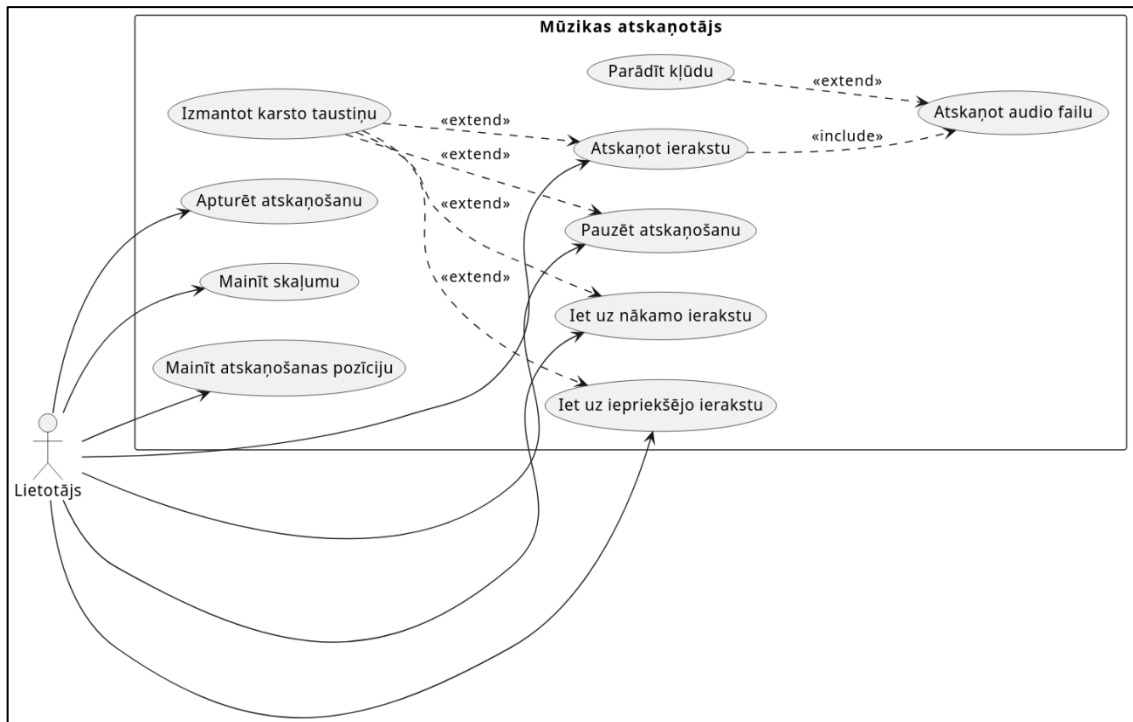 Mūzikas atskaņotājs
Parādīt kļūdu
«extend»
Izmantot karsto taustiņu
Atskaņot audio failu
«extend»
«include»
Atskaņot ierakstu
«extend»
Apturēt atskaņošanu
«extend»
Pauzēt atskaņošanu
«extend»
Mainīt skaļumu
Iet uz nākamo ierakstu
Mainīt atskaņošanas pozīciju
Iet uz iepriekšējo ierakstu
Lietotājs